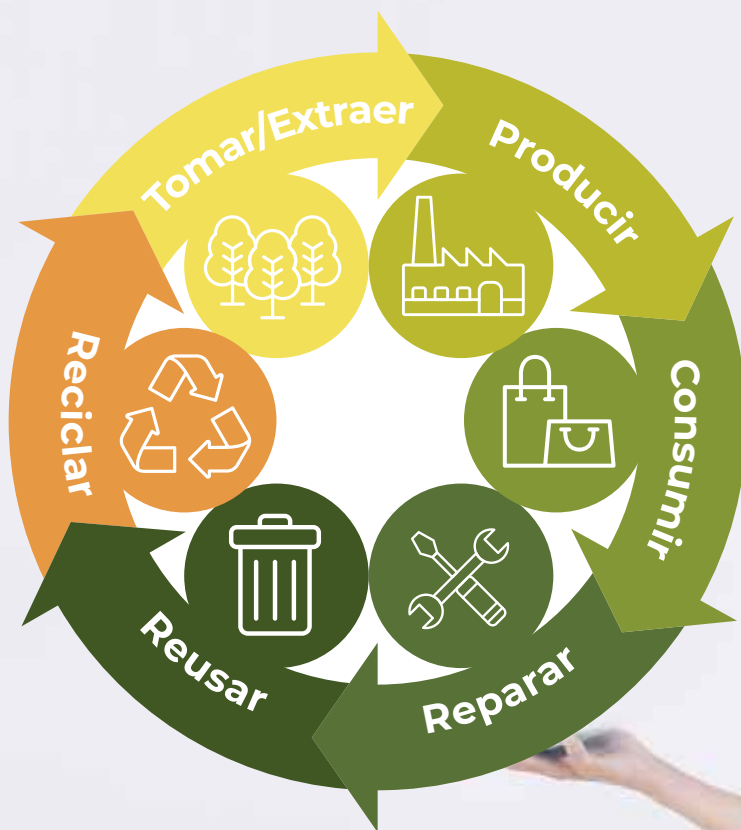 Tomar/Extraer
Producir
Consumir
Reparar
Reusar
Reciclar